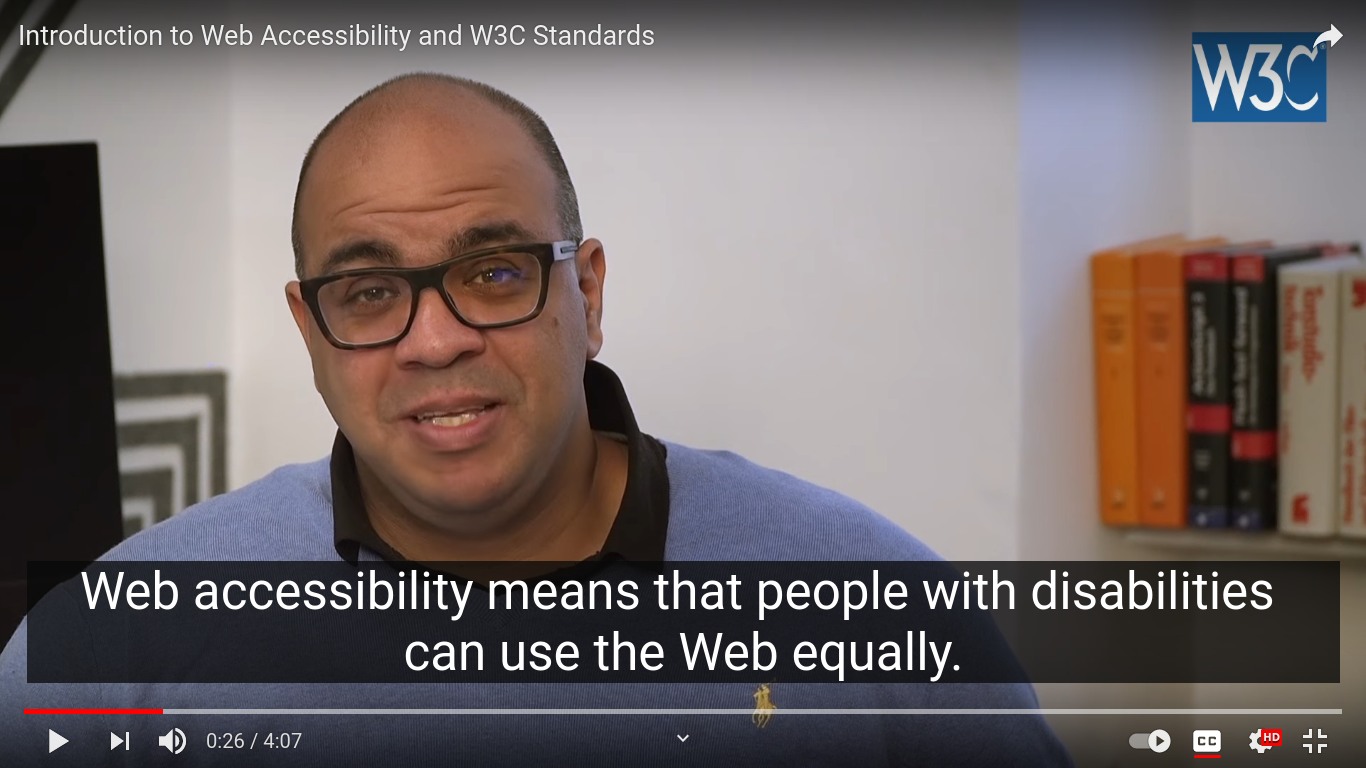 Introduction to Web Accessibility and W3C Standards
W3C
Web accessibility means that people with disabilities
can use the Web equally.
0:26 / 4:07
CC
HD